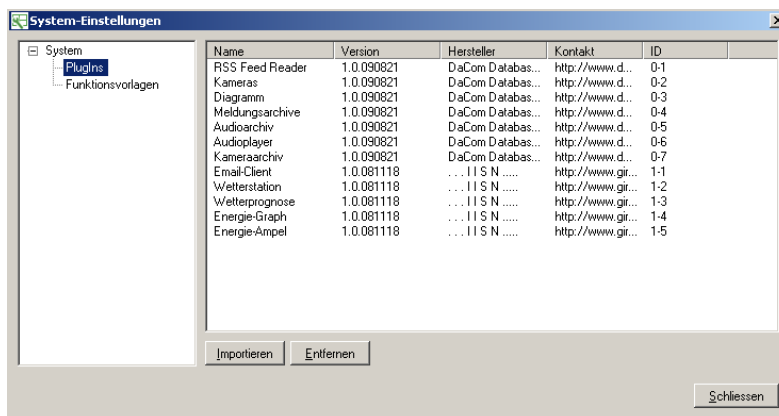 System-Einstellungen
System
PlugIns
Funktionsvorlagen
Name Version Hersteller Kontakt ID
RSS Feed Reader 1.0.090821 DaCom Databas... http://www.d... 0-1
Kameras 1.0.090821 DaCom Databas... http://www.d... 0-2
Diagramm 1.0.090821 DaCom Databas... http://www.d... 0-3
Meldungsarchive 1.0.090821 DaCom Databas... http://www.d... 0-4
Audioarchiv 1.0.090821 DaCom Databas... http://www.d... 0-5
Audioplayer 1.0.090821 DaCom Databas... http://www.d... 0-6
Kameraarchiv 1.0.090821 DaCom Databas... http://www.d... 0-7
Email-Client 1.0.081118 . . . I I S N ..... http://www.gir... 1-1
Wetterstation 1.0.081118 . . . I I S N ..... http://www.gir... 1-2
Wetterprognose 1.0.081118 . . . I I S N ..... http://www.gir... 1-3
Energie-Graph 1.0.081118 . . . I I S N ..... http://www.gir... 1-4
Energie-Ampel 1.0.081118 . . . I I S N ..... http://www.gir... 1-5
Importieren Entfernen
Schliessen